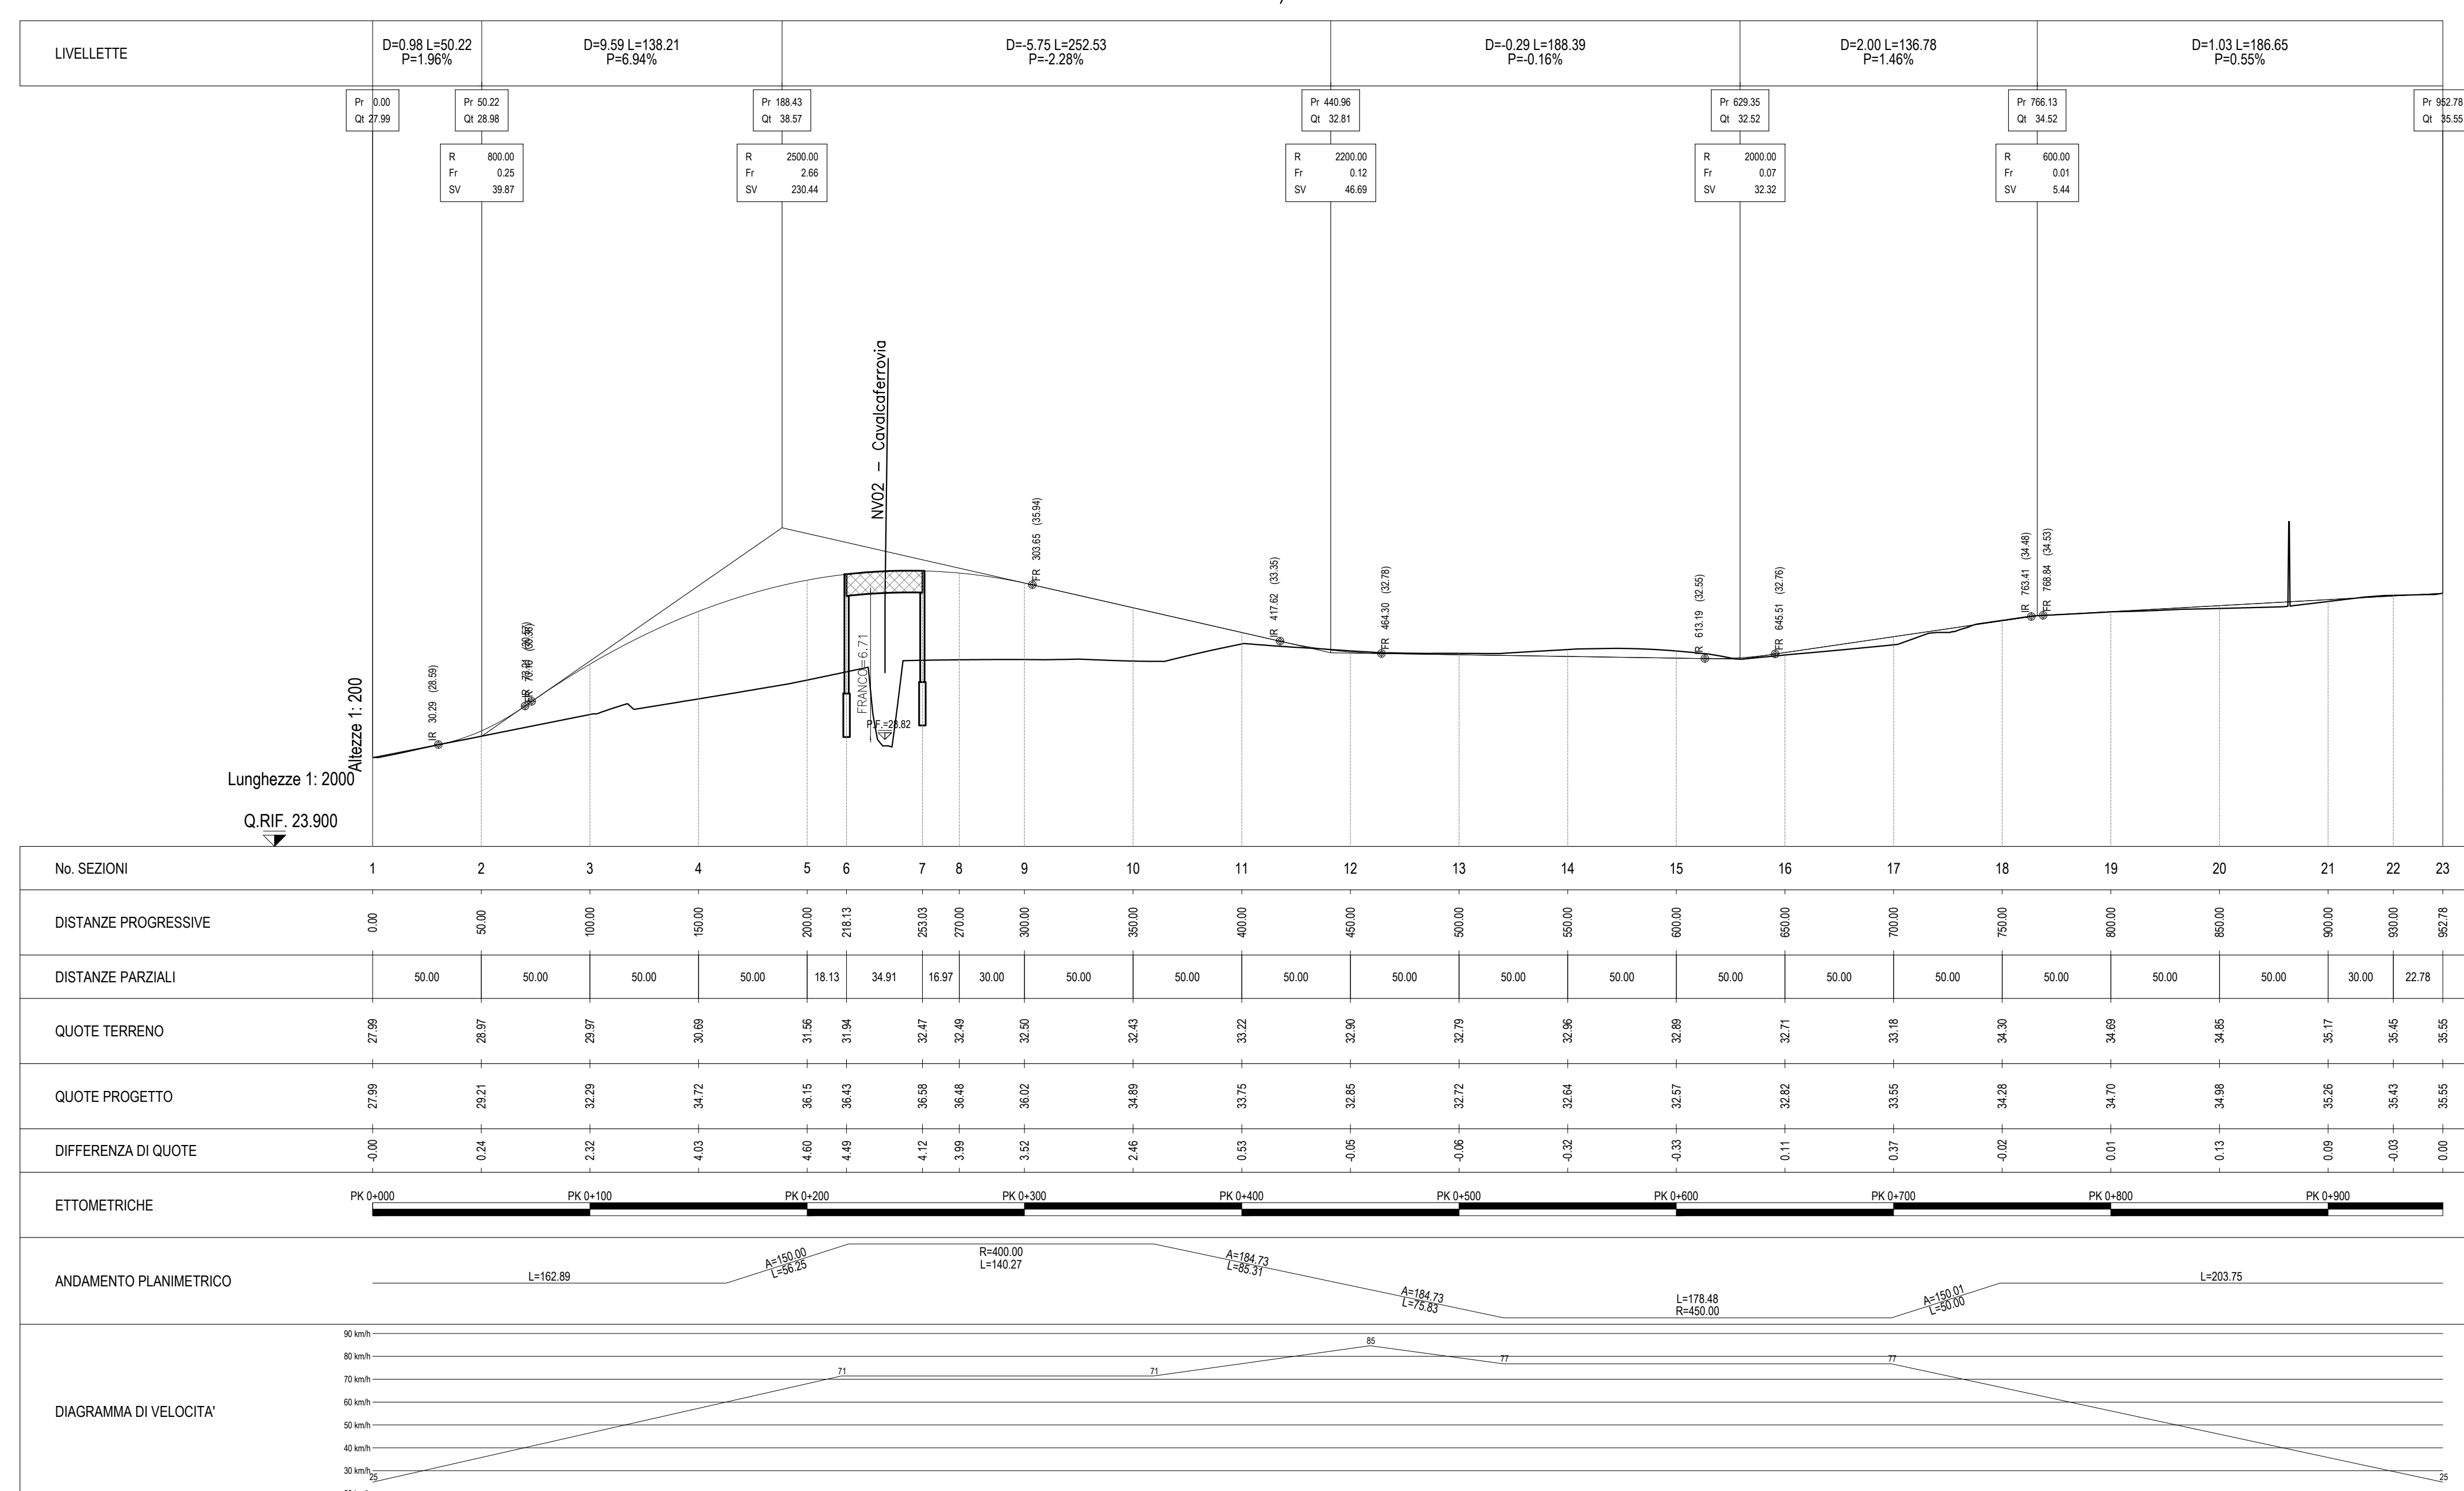 LIVELLETTE
D=0.98 L=50.22
P=1.96%
D=9.59 L=138.21
P=6.94%
D=-5.75 L=252.53
P=-2.28%
D=-0.29 L=188.39
P=-0.16%
D=2.00 L=136.78
P=1.46%
D=1.03 L=186.65
P=0.55%
Pr 0.00
Qt 27.99
Pr 50.22
Qt 28.98
Pr 188.43
Qt 38.57
Pr 440.96
Qt 32.81
Pr 629.35
Qt 32.52
Pr 766.13
Qt 34.52
Pr 952.78
Qt 35.55
R 800.00
Fr 0.25
SV 39.87
R 2500.00
Fr 2.66
SV 230.44
R 2200.00
Fr 0.12
SV 46.69
R 2000.00
Fr 0.07
SV 32.32
R 600.00
Fr 0.01
SV 5.44
NV02 - Cavalcaferrovia
IR 30.29 (28.59)
FR 303.65 (35.94)
IR 417.62 (33.35)
FR 464.30 (32.78)
IR 613.19 (32.55)
FR 645.51 (32.76)
IR 763.41 (34.48)
FR 768.84 (34.53)
FRANCO=6.71
P.F.=28.82
Altezze 1: 200
Lunghezze 1: 2000
Q.RIF. 23.900
No. SEZIONI 1 2 3 4 5 6 7 8 9 10 11 12 13 14 15 16 17 18 19 20 21 22 23
DISTANZE PROGRESSIVE 0.00 50.00 100.00 150.00 200.00 218.13 253.03 270.00 300.00 350.00 400.00 450.00 500.00 550.00 600.00 650.00 700.00 750.00 800.00 850.00 900.00 930.00 952.78
DISTANZE PARZIALI 50.00 50.00 50.00 50.00 18.13 34.91 16.97 30.00 50.00 50.00 50.00 50.00 50.00 50.00 50.00 50.00 50.00 50.00 50.00 50.00 30.00 22.78
QUOTE TERRENO 27.99 28.97 29.97 30.69 31.56 31.94 32.47 32.49 32.50 32.43 33.22 32.90 32.79 32.96 32.89 32.71 33.18 34.30 34.69 34.85 35.17 35.45 35.55
QUOTE PROGETTO 27.99 29.21 32.29 34.72 36.15 36.43 36.58 36.48 36.02 34.89 33.75 32.85 32.72 32.64 32.57 32.82 33.55 34.28 34.70 34.98 35.26 35.43 35.55
DIFFERENZA DI QUOTE -0.00 0.24 2.32 4.03 4.60 4.49 4.12 3.99 3.52 2.46 0.53 -0.05 -0.06 -0.32 -0.33 0.11 0.37 -0.02 0.01 0.13 0.09 -0.03 0.00
ETTOMETRICHE PK 0+000 PK 0+100 PK 0+200 PK 0+300 PK 0+400 PK 0+500 PK 0+600 PK 0+700 PK 0+800 PK 0+900
ANDAMENTO PLANIMETRICO
L=162.89
A=150.00
L=56.25
R=400.00
L=140.27
A=184.73
L=85.31
A=184.73
L=75.83
L=178.48
R=450.00
A=150.01
L=50.00
L=203.75
DIAGRAMMA DI VELOCITA'
90 km/h
80 km/h
70 km/h
60 km/h
50 km/h
40 km/h
30 km/h
25 71 71 85 77 77 25